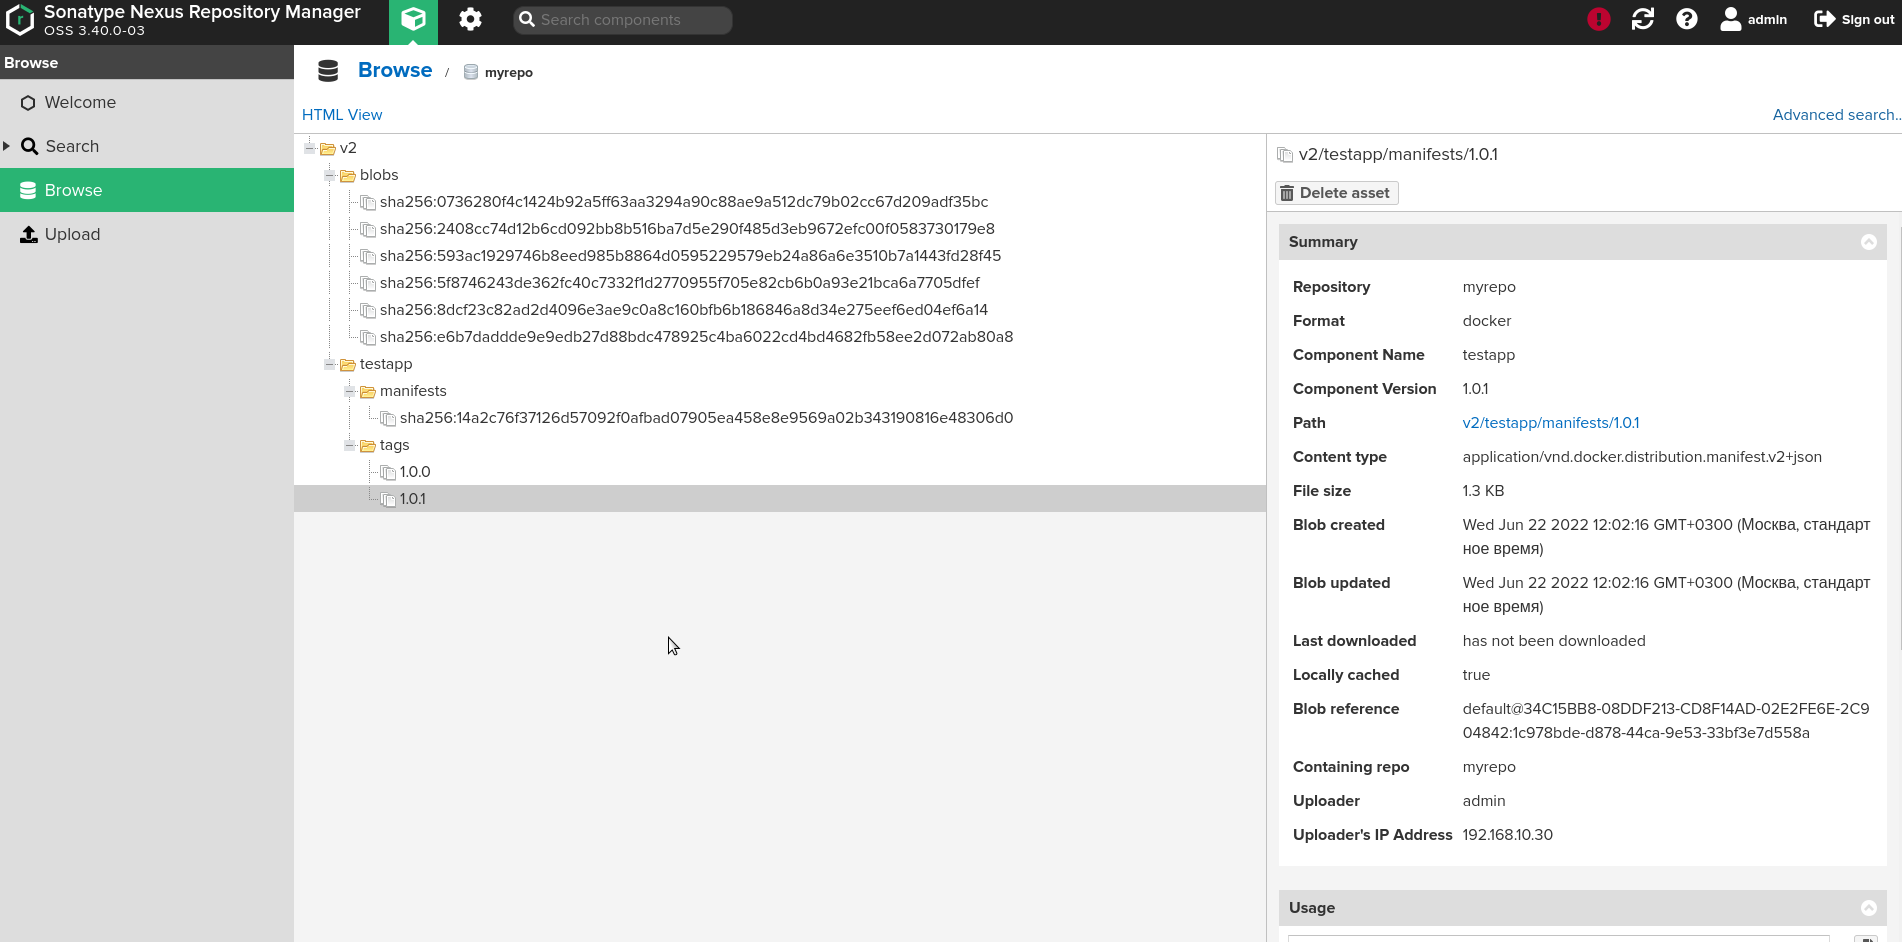 Sonatype Nexus Repository Manager
OSS 3.40.0-03
Search components
admin
Sign out
Browse
Welcome
Search
Browse
Upload
Browse / myrepo
HTML View
Advanced search..
v2
blobs
sha256:0736280f4c1424b92a5ff63aa3294a90c88ae9a512dc79b02cc67d209adf35bc
sha256:2408cc74d12b6cd092bb8b516ba7d5e290f485d3eb9672efc00f0583730179e8
sha256:593ac1929746b8eed985b8864d0595229579eb24a86a6e3510b7a1443fd28f45
sha256:5f8746243de362fc40c7332f1d2770955f705e82cb6b0a93e21bca6a7705dfef
sha256:8dcf23c82ad2d4096e3ae9c0a8c160bfb6b186846a8d34e275eef6ed04ef6a14
sha256:e6b7daddde9e9edb27d88bdc478925c4ba6022cd4bd4682fb58ee2d072ab80a8
testapp
manifests
sha256:14a2c76f37126d57092f0afbad07905ea458e8e9569a02b343190816e48306d0
tags
1.0.0
1.0.1
v2/testapp/manifests/1.0.1
Delete asset
Summary
Repository myrepo
Format docker
Component Name testapp
Component Version 1.0.1
Path v2/testapp/manifests/1.0.1
Content type application/vnd.docker.distribution.manifest.v2+json
File size 1.3 KB
Blob created Wed Jun 22 2022 12:02:16 GMT+0300 (Москва, стандарт
ное время)
Blob updated Wed Jun 22 2022 12:02:16 GMT+0300 (Москва, стандарт
ное время)
Last downloaded has not been downloaded
Locally cached true
Blob reference default@34C15BB8-08DDF213-CD8F14AD-02E2FE6E-2C9
04842:1c978bde-d878-44ca-9e53-33bf3e7d558a
Containing repo myrepo
Uploader admin
Uploader's IP Address 192.168.10.30
Usage